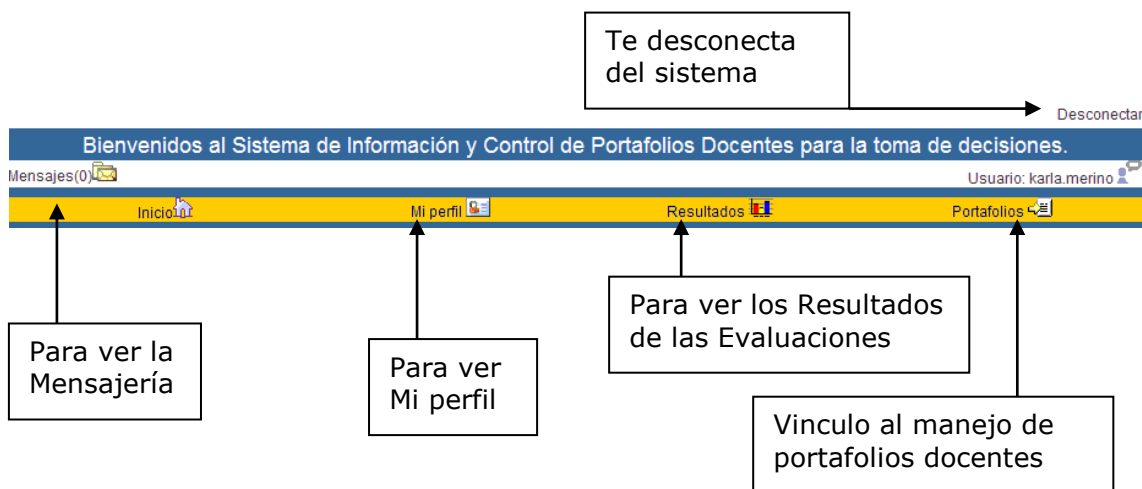 Te desconecta
del sistema
Desconectar
Bienvenidos al Sistema de Información y Control de Portafolios Docentes para la toma de decisiones.
Mensajes(0)
Usuario: karla.merino
Inicio
Mi perfil
Resultados
Portafolios
Para ver los Resultados
de las Evaluaciones
Para ver la
Mensajería
Para ver
Mi perfil
Vinculo al manejo de
portafolios docentes